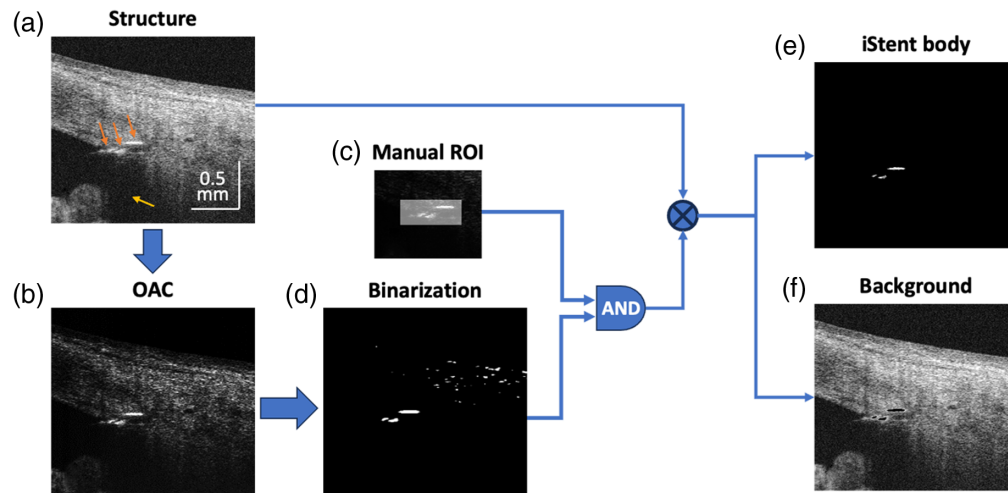 (a)
Structure
0.5
mm
(b)
OAC
(c)
Manual ROI
(d)
Binarization
AND
(e)
iStent body
(f)
Background